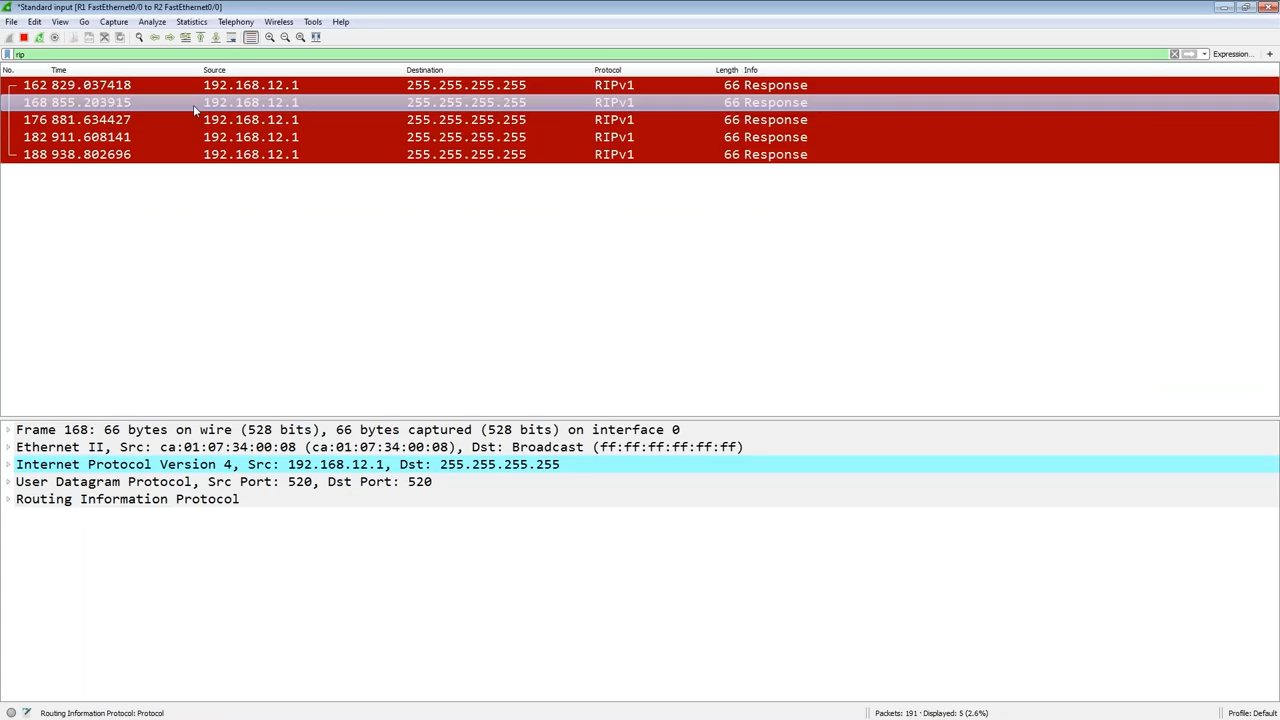 *Standard input [R1 FastEthernet0/0 to R2 FastEthernet0/0]
File Edit View Go Capture Analyze Statistics Telephony Wireless Tools Help
rip Expression... +
No. Time Source Destination Protocol Length Info
162 829.037418 192.168.12.1 255.255.255.255 RIPv1 66 Response
168 855.203915 192.168.12.1 255.255.255.255 RIPv1 66 Response
176 881.634427 192.168.12.1 255.255.255.255 RIPv1 66 Response
182 911.608141 192.168.12.1 255.255.255.255 RIPv1 66 Response
188 938.802696 192.168.12.1 255.255.255.255 RIPv1 66 Response
Frame 168: 66 bytes on wire (528 bits), 66 bytes captured (528 bits) on interface 0
Ethernet II, Src: ca:01:07:34:00:08 (ca:01:07:34:00:08), Dst: Broadcast (ff:ff:ff:ff:ff:ff)
Internet Protocol Version 4, Src: 192.168.12.1, Dst: 255.255.255.255
User Datagram Protocol, Src Port: 520, Dst Port: 520
Routing Information Protocol
Routing Information Protocol: Protocol Packets: 191 · Displayed: 5 (2.6%) Profile: Default